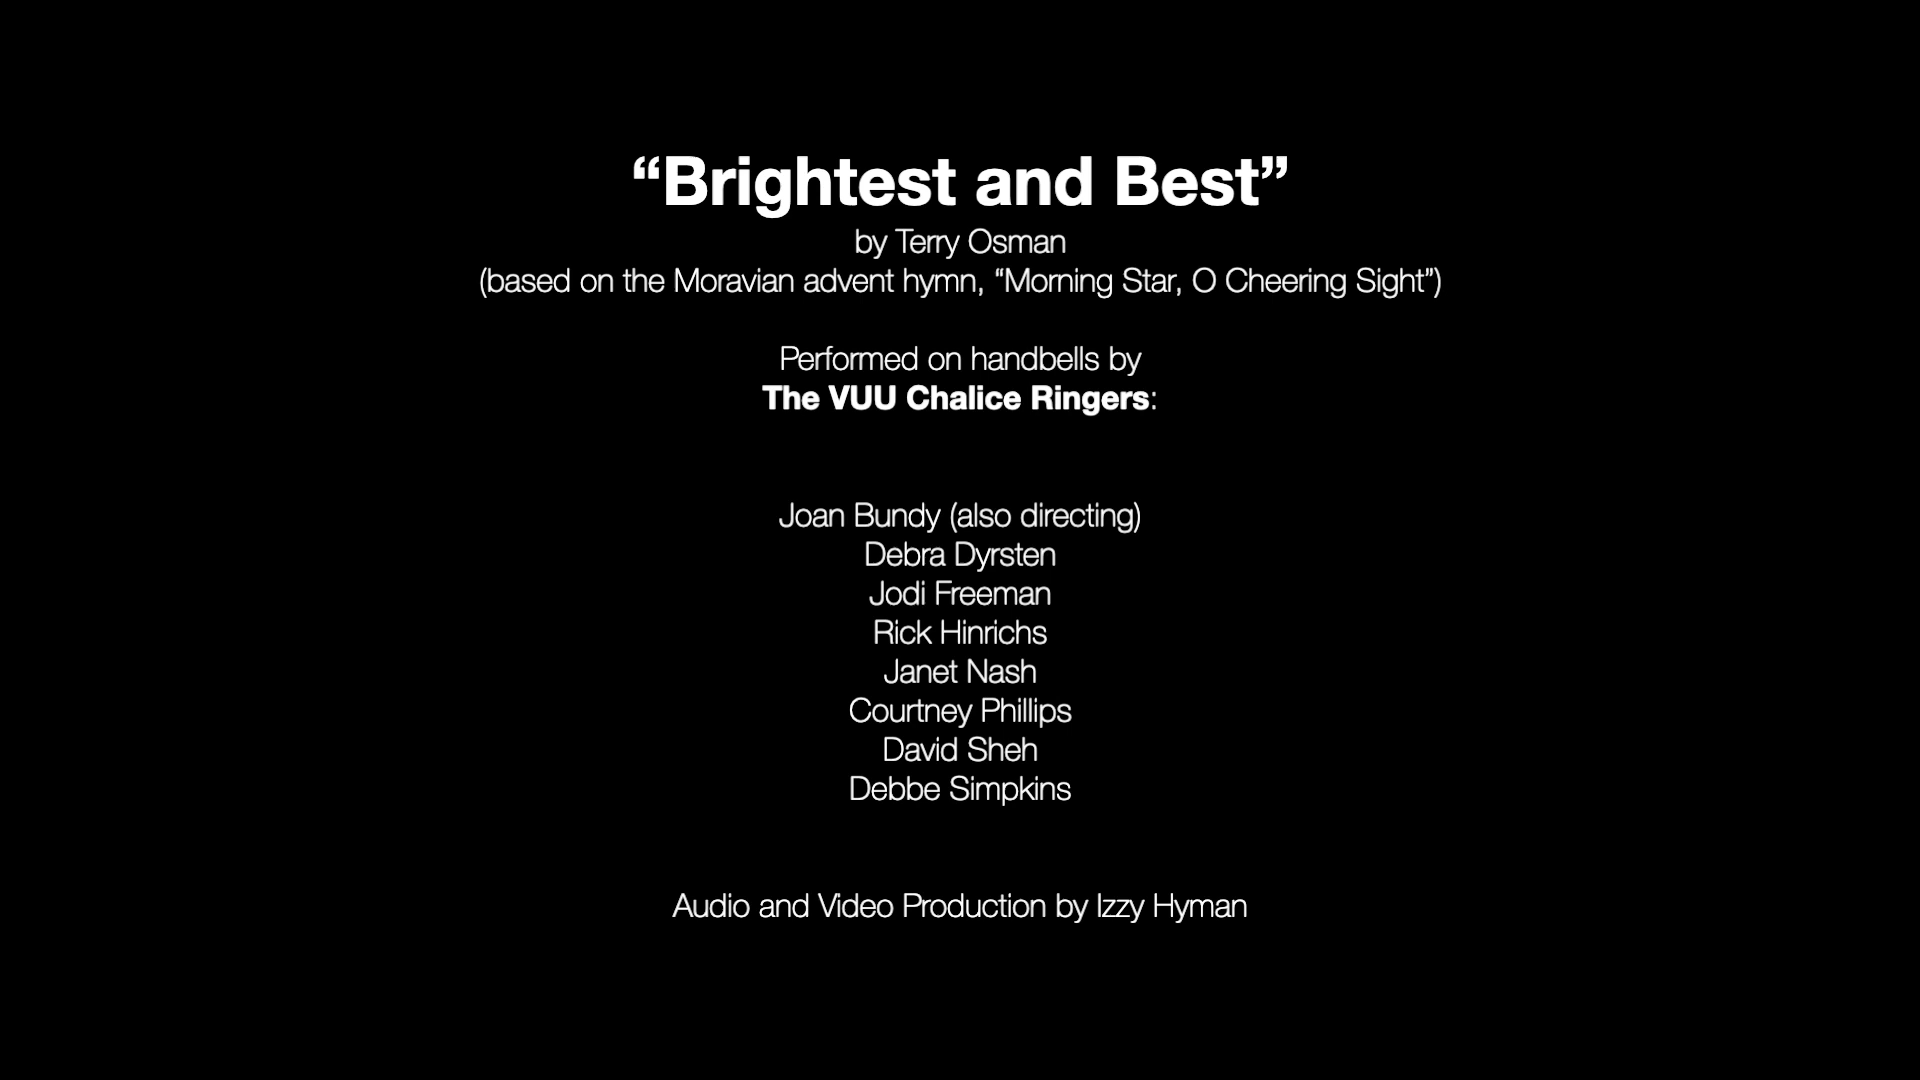 “Brightest and Best”
by Terry Osman
(based on the Moravian advent hymn, “Morning Star, O Cheering Sight”)
Performed on handbells by
The VUU Chalice Ringers:
Joan Bundy (also directing)
Debra Dyrsten
Jodi Freeman
Rick Hinrichs
Janet Nash
Courtney Phillips
David Sheh
Debbe Simpkins
Audio and Video Production by Izzy Hyman